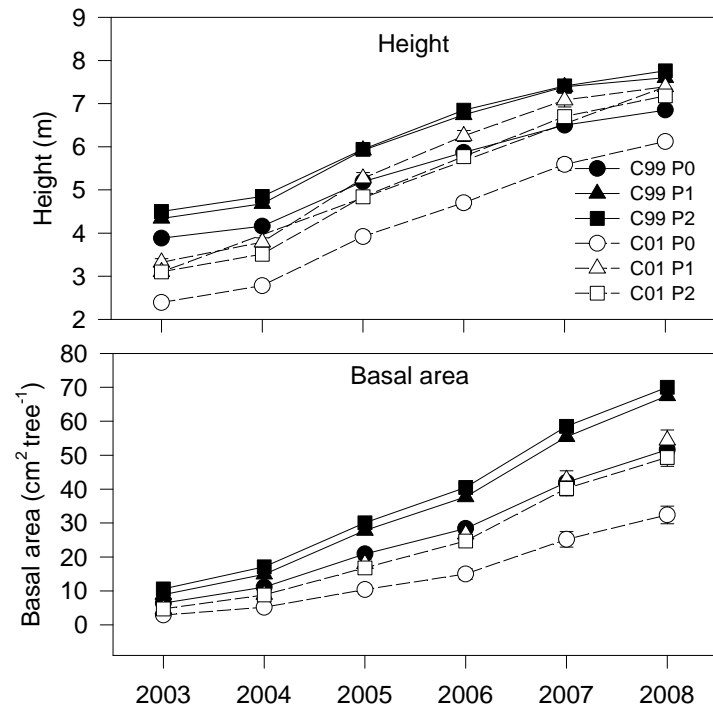 Height
Height (m)
9
8
7
6
5
4
3
2
C99 P0
C99 P1
C99 P2
C01 P0
C01 P1
C01 P2
Basal area
Basal area (cm² tree⁻¹)
80
70
60
50
40
30
20
10
0
2003 2004 2005 2006 2007 2008